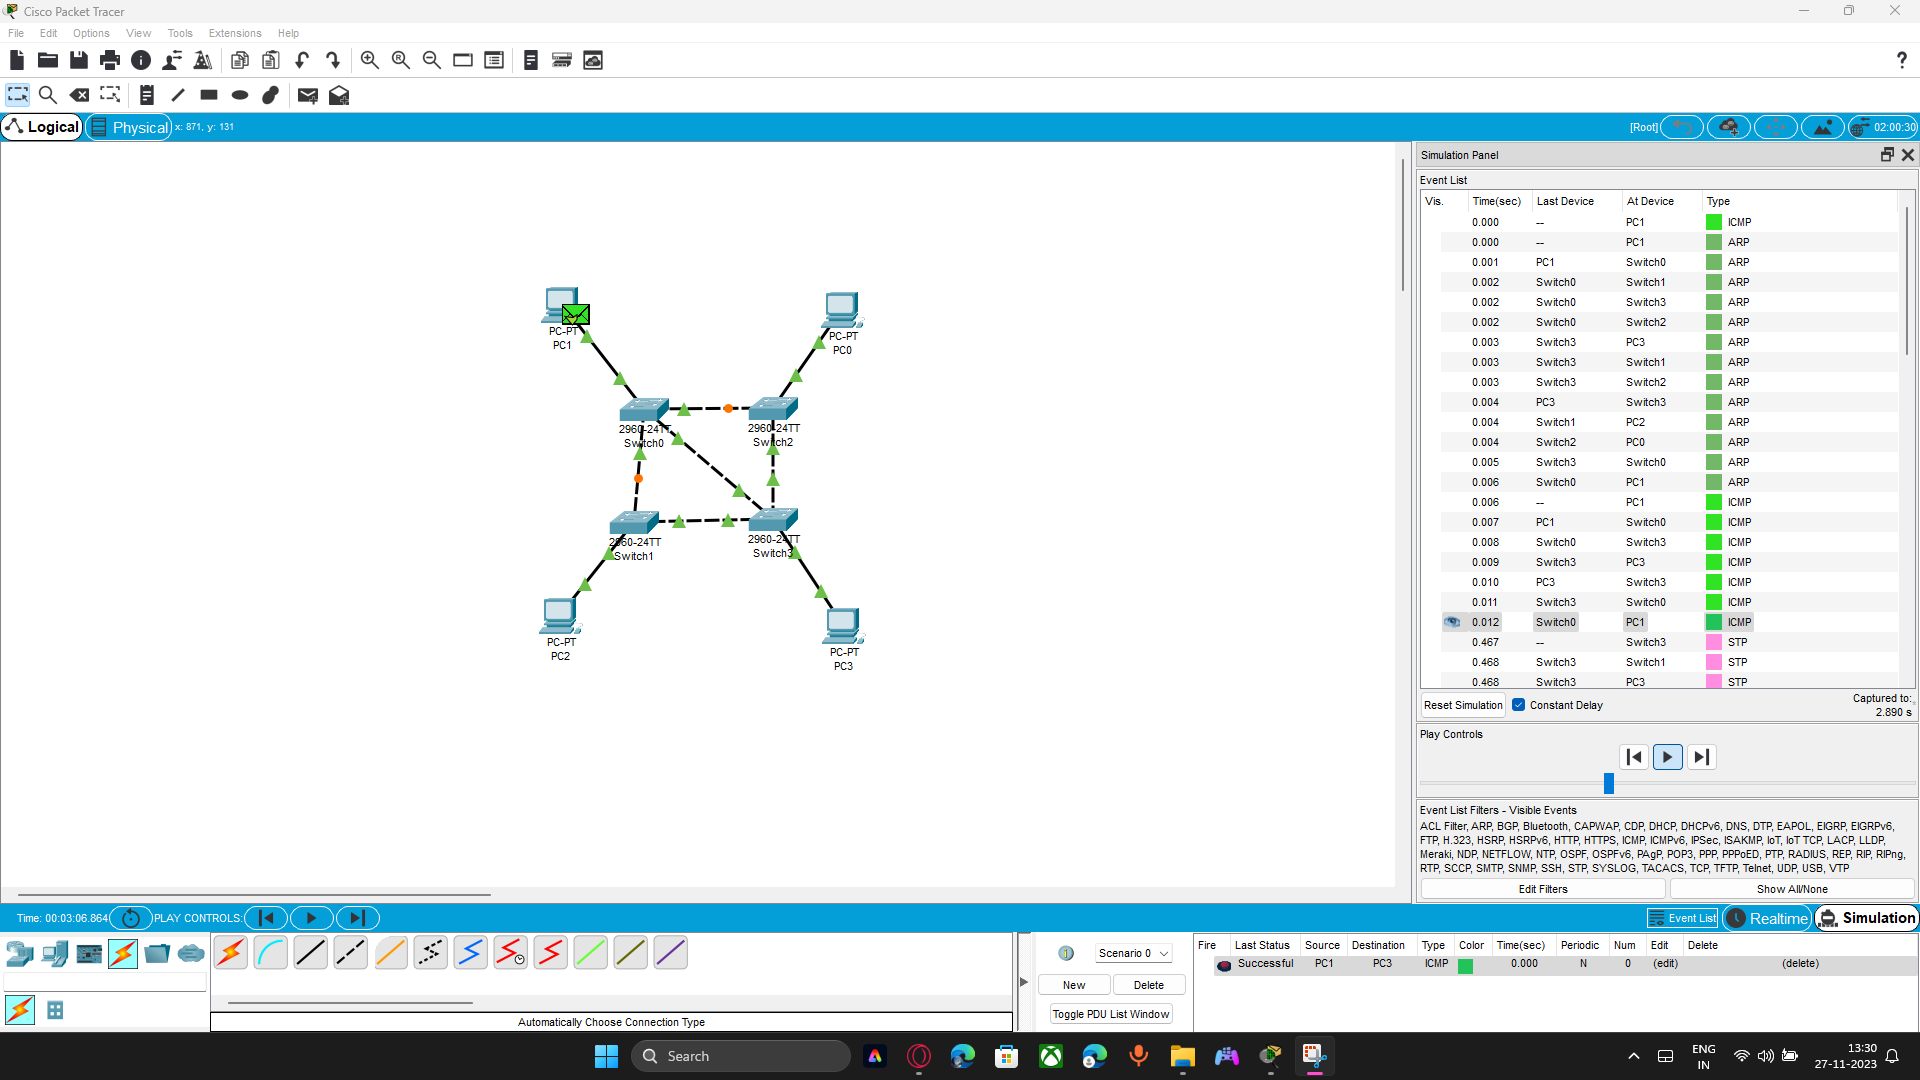 Cisco Packet Tracer
File Edit Options View Tools Extensions Help
Logical Physical x: 871, y: 131 [Root] 02:00:30
PC-PT
PC1
PC-PT
PC0
2960-24TT
Switch0
2960-24TT
Switch2
2960-24TT
Switch1
2960-24TT
Switch3
PC-PT
PC2
PC-PT
PC3
Simulation Panel
Event List
Vis. Time(sec) Last Device At Device Type
0.000 -- PC1 ICMP
0.000 -- PC1 ARP
0.001 PC1 Switch0 ARP
0.002 Switch0 Switch1 ARP
0.002 Switch0 Switch3 ARP
0.002 Switch0 Switch2 ARP
0.003 Switch3 PC3 ARP
0.003 Switch3 Switch1 ARP
0.003 Switch3 Switch2 ARP
0.004 PC3 Switch3 ARP
0.004 Switch1 PC2 ARP
0.004 Switch2 PC0 ARP
0.005 Switch3 Switch0 ARP
0.006 Switch0 PC1 ARP
0.006 -- PC1 ICMP
0.007 PC1 Switch0 ICMP
0.008 Switch0 Switch3 ICMP
0.009 Switch3 PC3 ICMP
0.010 PC3 Switch3 ICMP
0.011 Switch3 Switch0 ICMP
0.012 Switch0 PC1 ICMP
0.467 -- Switch3 STP
0.468 Switch3 Switch1 STP
0.468 Switch3 PC3 STP
Reset Simulation Constant Delay Captured to:
2.890 s
Play Controls
Event List Filters - Visible Events
ACL Filter, ARP, BGP, Bluetooth, CAPWAP, CDP, DHCP, DHCPv6, DNS, DTP, EAPOL, EIGRP, EIGRPv6,
FTP, H.323, HSRP, HSRPv6, HTTP, HTTPS, ICMP, ICMPv6, IPSec, ISAKMP, IoT, IoT TCP, LACP, LLDP,
Meraki, NDP, NETFLOW, NTP, OSPF, OSPFv6, PAgP, POP3, PPP, PPPoED, PTP, RADIUS, REP, RIP, RIPng,
RTP, SCCP, SMTP, SNMP, SSH, STP, SYSLOG, TACACS, TCP, TFTP, Telnet, UDP, USB, VTP
Edit Filters Show All/None
Time: 00:03:06.864 PLAY CONTROLS: Event List Realtime Simulation
Automatically Choose Connection Type
Scenario 0
New Delete
Toggle PDU List Window
Fire Last Status Source Destination Type Color Time(sec) Periodic Num Edit Delete
Successful PC1 PC3 ICMP 0.000 N 0 (edit) (delete)
Search
ENG
IN
13:30
27-11-2023